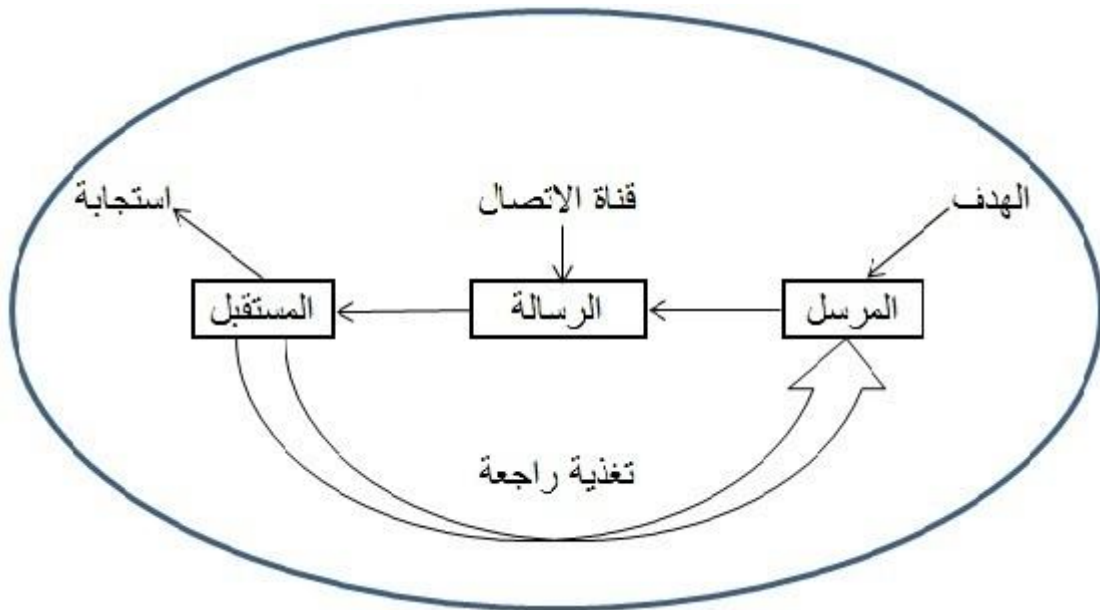 الهدف
قناة الاتصال
استجابة
المرسل
الرسالة
المستقبل
تغذية راجعة